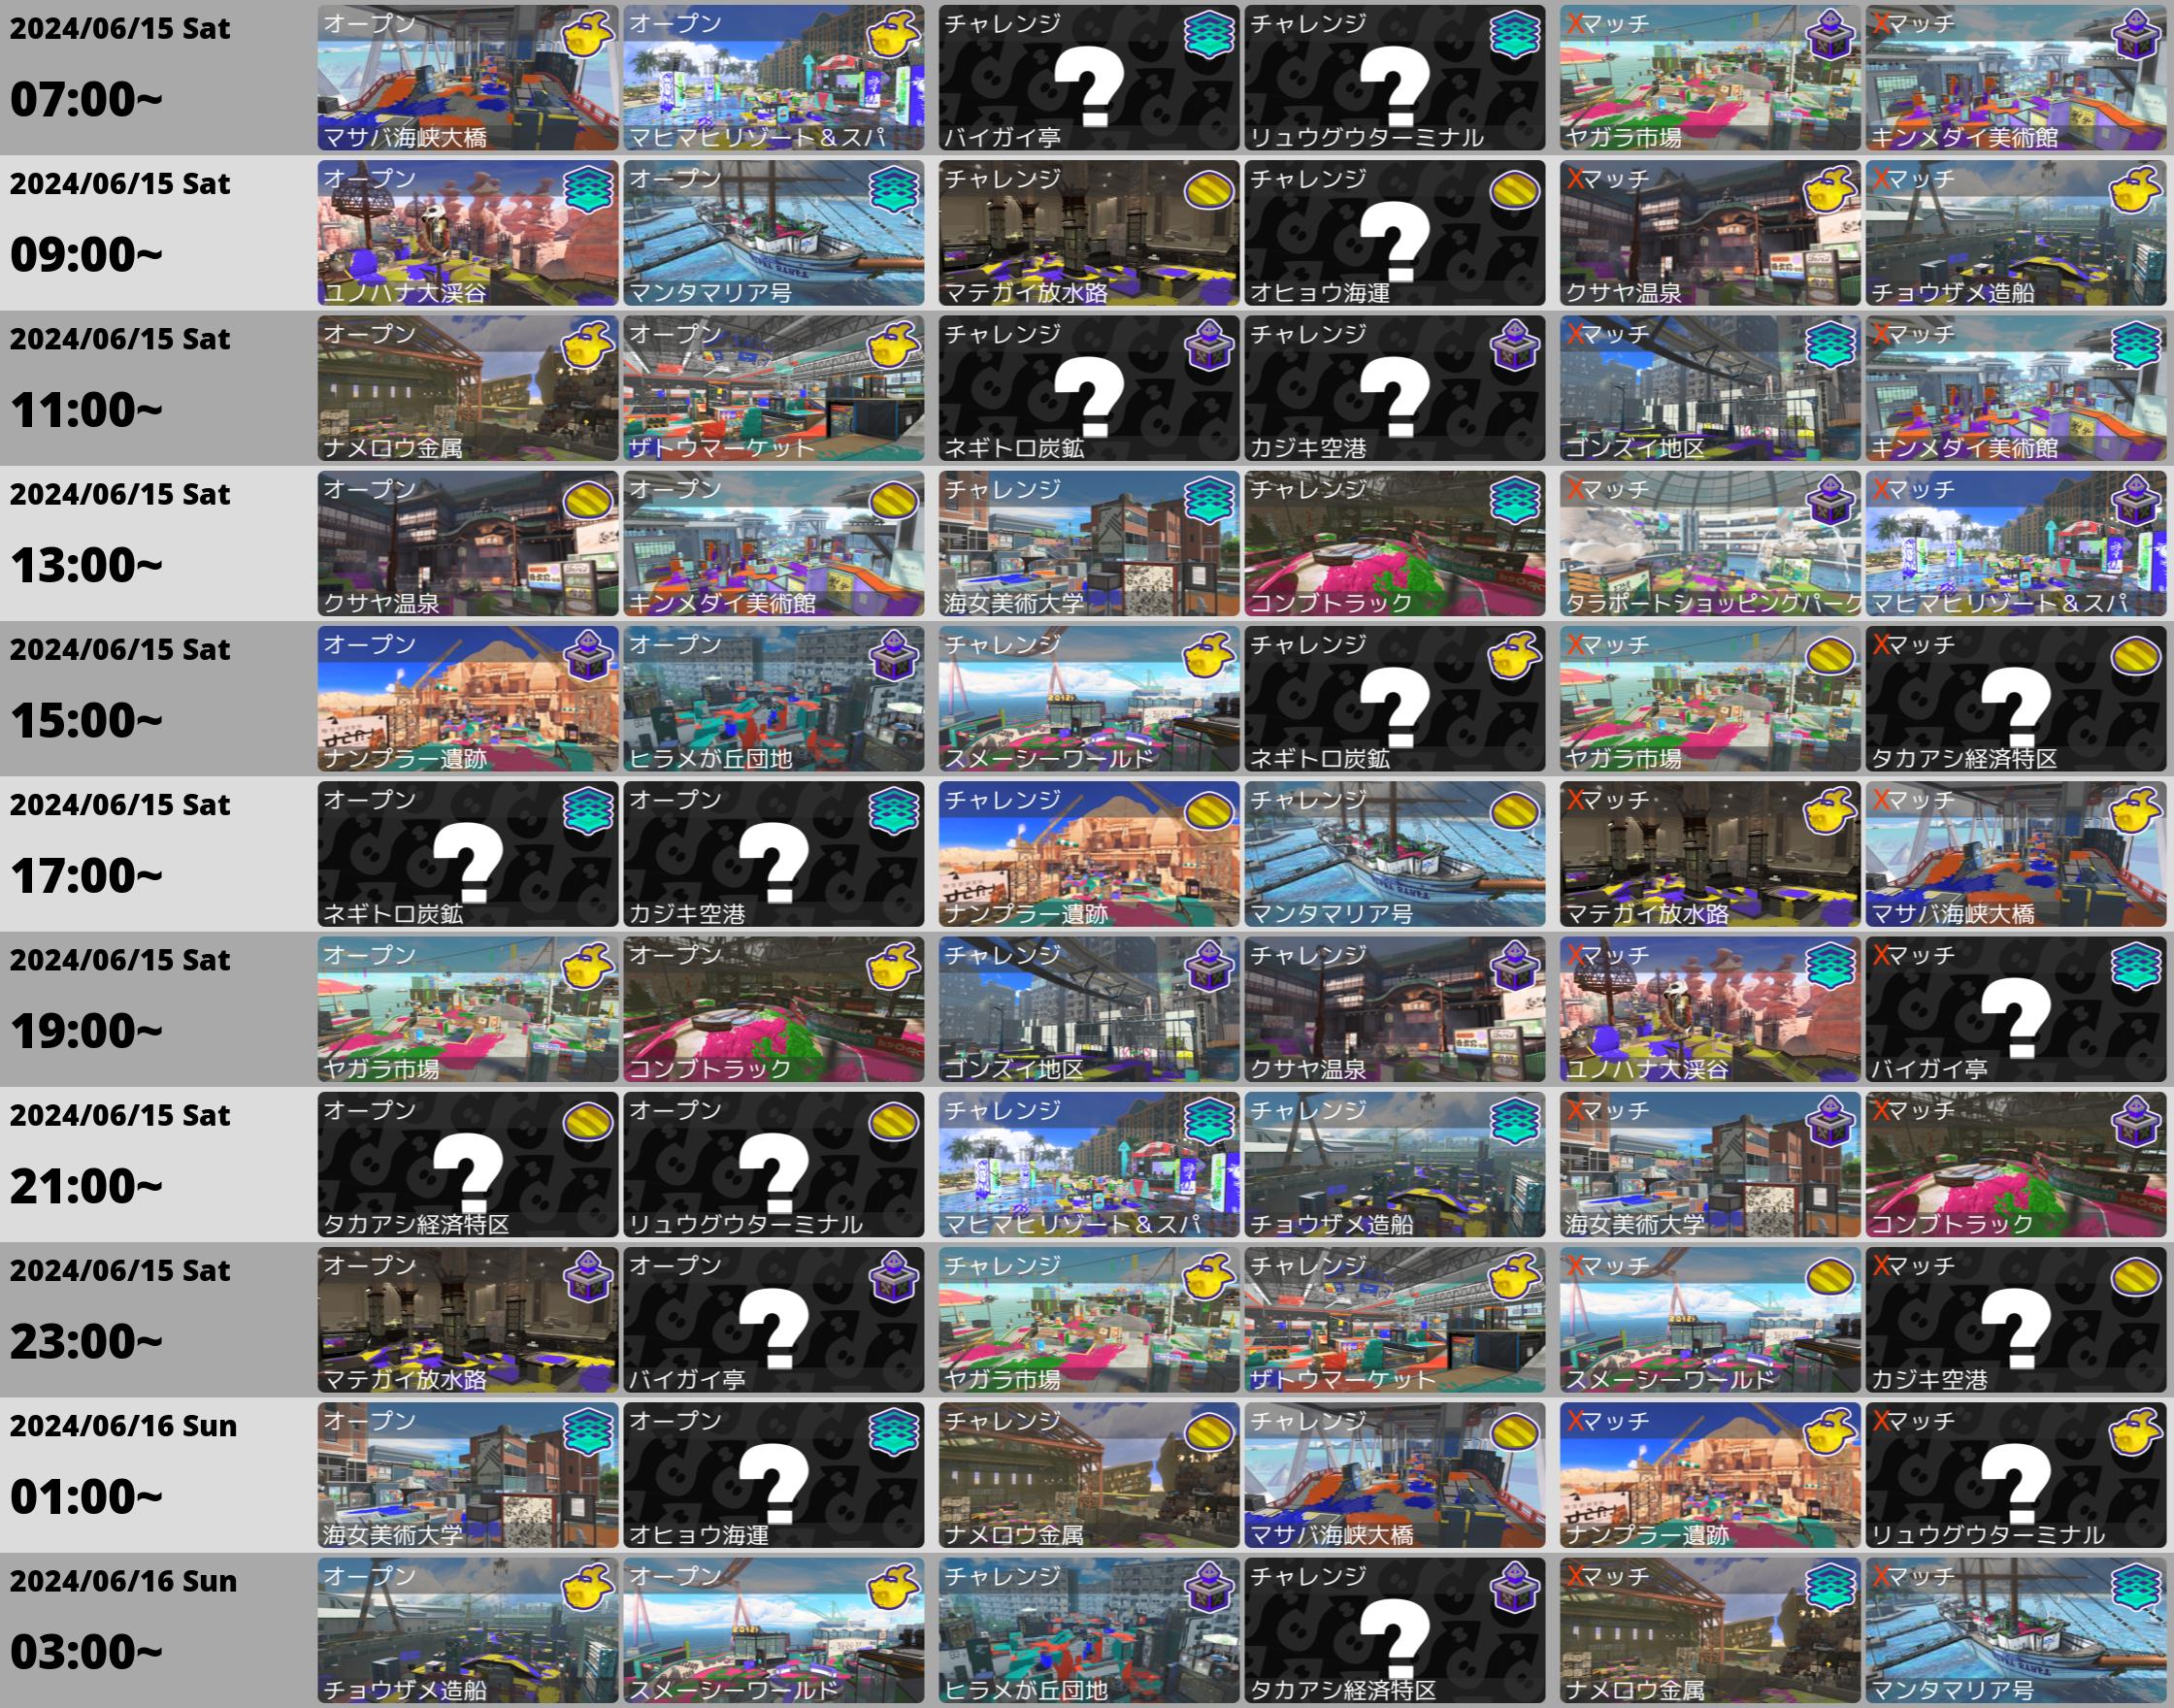 2024/06/15 Sat
07:00~
オープン
マサバ海峡大橋
オープン
マヒマヒリゾート&スパ
チャレンジ
バイガイ亭
チャレンジ
リュウグウターミナル
Xマッチ
ヤガラ市場
Xマッチ
キンメダイ美術館
2024/06/15 Sat
09:00~
オープン
ユノハナ大渓谷
オープン
マンタマリア号
チャレンジ
マテガイ放水路
チャレンジ
オヒョウ海運
Xマッチ
クサヤ温泉
Xマッチ
チョウザメ造船
2024/06/15 Sat
11:00~
オープン
ナメロウ金属
オープン
ザトウマーケット
チャレンジ
ネギトロ炭鉱
チャレンジ
カジキ空港
Xマッチ
ゴンズイ地区
Xマッチ
キンメダイ美術館
2024/06/15 Sat
13:00~
オープン
クサヤ温泉
オープン
キンメダイ美術館
チャレンジ
海女美術大学
チャレンジ
コンブトラック
Xマッチ
タラポートショッピングパーク
Xマッチ
マヒマヒリゾート&スパ
2024/06/15 Sat
15:00~
オープン
ナンプラー遺跡
オープン
ヒラメが丘団地
チャレンジ
スメーシーワールド
チャレンジ
ネギトロ炭鉱
Xマッチ
ヤガラ市場
Xマッチ
タカアシ経済特区
2024/06/15 Sat
17:00~
オープン
ネギトロ炭鉱
オープン
カジキ空港
チャレンジ
ナンプラー遺跡
チャレンジ
マンタマリア号
Xマッチ
マテガイ放水路
Xマッチ
マサバ海峡大橋
2024/06/15 Sat
19:00~
オープン
ヤガラ市場
オープン
コンブトラック
チャレンジ
ゴンズイ地区
チャレンジ
クサヤ温泉
Xマッチ
ユノハナ大渓谷
Xマッチ
バイガイ亭
2024/06/15 Sat
21:00~
オープン
タカアシ経済特区
オープン
リュウグウターミナル
チャレンジ
マヒマヒリゾート&スパ
チャレンジ
チョウザメ造船
Xマッチ
海女美術大学
Xマッチ
コンブトラック
2024/06/15 Sat
23:00~
オープン
マテガイ放水路
オープン
バイガイ亭
チャレンジ
ヤガラ市場
チャレンジ
ザトウマーケット
Xマッチ
スメーシーワールド
Xマッチ
カジキ空港
2024/06/16 Sun
01:00~
オープン
海女美術大学
オープン
オヒョウ海運
チャレンジ
ナメロウ金属
チャレンジ
マサバ海峡大橋
Xマッチ
ナンプラー遺跡
Xマッチ
リュウグウターミナル
2024/06/16 Sun
03:00~
オープン
チョウザメ造船
オープン
スメーシーワールド
チャレンジ
ヒラメが丘団地
チャレンジ
タカアシ経済特区
Xマッチ
ナメロウ金属
Xマッチ
マンタマリア号